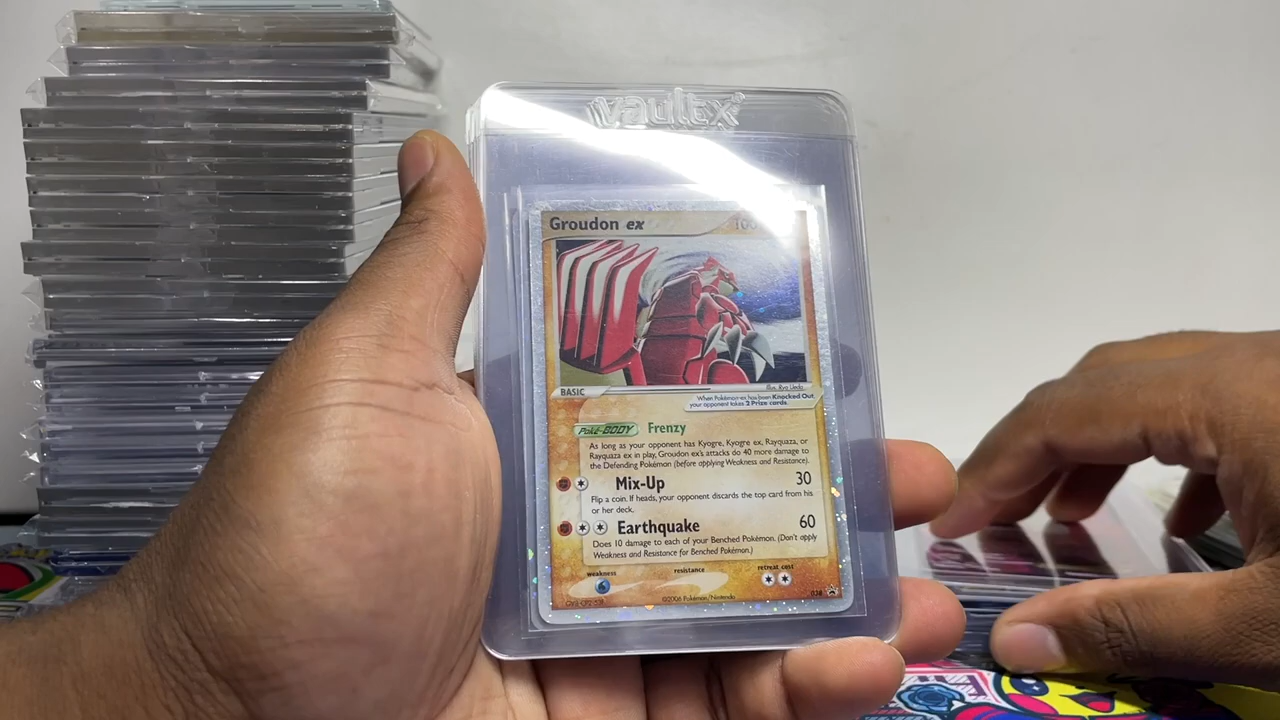 vaultx
Groudon ex
100
BASIC
Illus. Ryo Ueda
When Pokémon-ex has been Knocked Out,
your opponent takes 2 Prize cards.
Poké-BODY Frenzy
As long as your opponent has Kyogre, Kyogre ex, Rayquaza, or
Rayquaza ex in play, Groudon ex's attacks do 40 more damage to
the Defending Pokémon (before applying Weakness and Resistance).
Mix-Up 30
Flip a coin. If heads, your opponent discards the top card from his
or her deck.
Earthquake 60
Does 10 damage to each of your Benched Pokémon. (Don't apply
Weakness and Resistance for Benched Pokémon.)
weakness resistance retreat cost
©2006 Pokémon/Nintendo 038